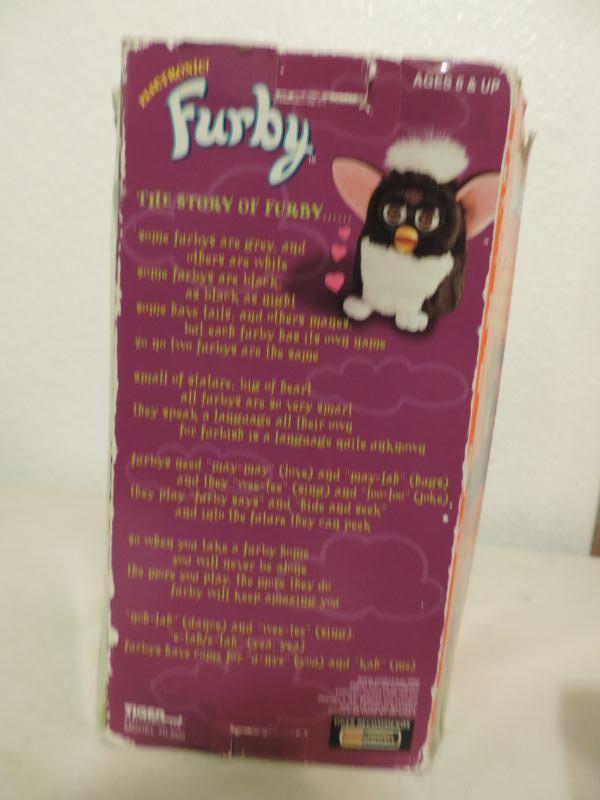 ELECTRONIC!
Furby
AGES 6 & UP
THE STORY OF FURBY......
some furbys are grey, and
others are white
some furbys are black,
as black as night
some have tails, and others manes,
but each furby has its own name
so no two furbys are the same
small of stature, big of heart
all furbys are so very smart
they speak a language all their own
for furbish is a language quite unknown
furbys need "may-may" (love) and "may-lah" (hugs)
and they "wee-tee" (sing) and "loo-loo" (joke)
they play "furby says" and "hide and seek"
and into the future they can peek
so when you take a furby home
you will never be alone
the more you play, the more they do
furby will keep amazing you
"noh-lah" (dance) and "wee-tee" (sing),
(yea, yea)
furbys have come for "u-nye" (you) and "kah" (me)
TIGER